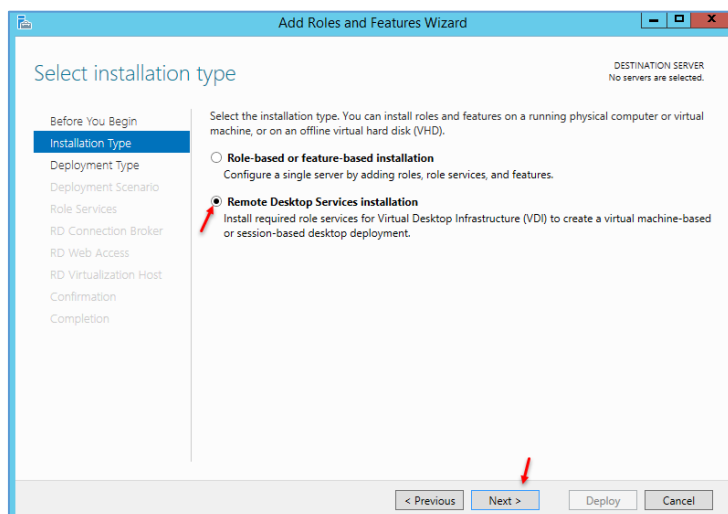 Add Roles and Features Wizard
X
Select installation type
DESTINATION SERVER
No servers are selected.
Before You Begin
Installation Type
Deployment Type
Deployment Scenario
Role Services
RD Connection Broker
RD Web Access
RD Virtualization Host
Confirmation
Completion
Select the installation type. You can install roles and features on a running physical computer or virtual
machine, or on an offline virtual hard disk (VHD).
Role-based or feature-based installation
Configure a single server by adding roles, role services, and features.
Remote Desktop Services installation
Install required role services for Virtual Desktop Infrastructure (VDI) to create a virtual machine-based
or session-based desktop deployment.
< Previous
Next >
Deploy
Cancel